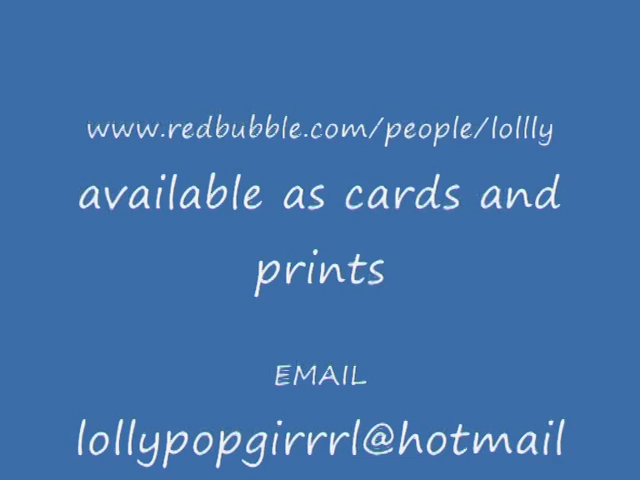 www.redbubble.com/people/lollly
available as cards and
prints
EMAIL
lollypopgirrrl@hotmail